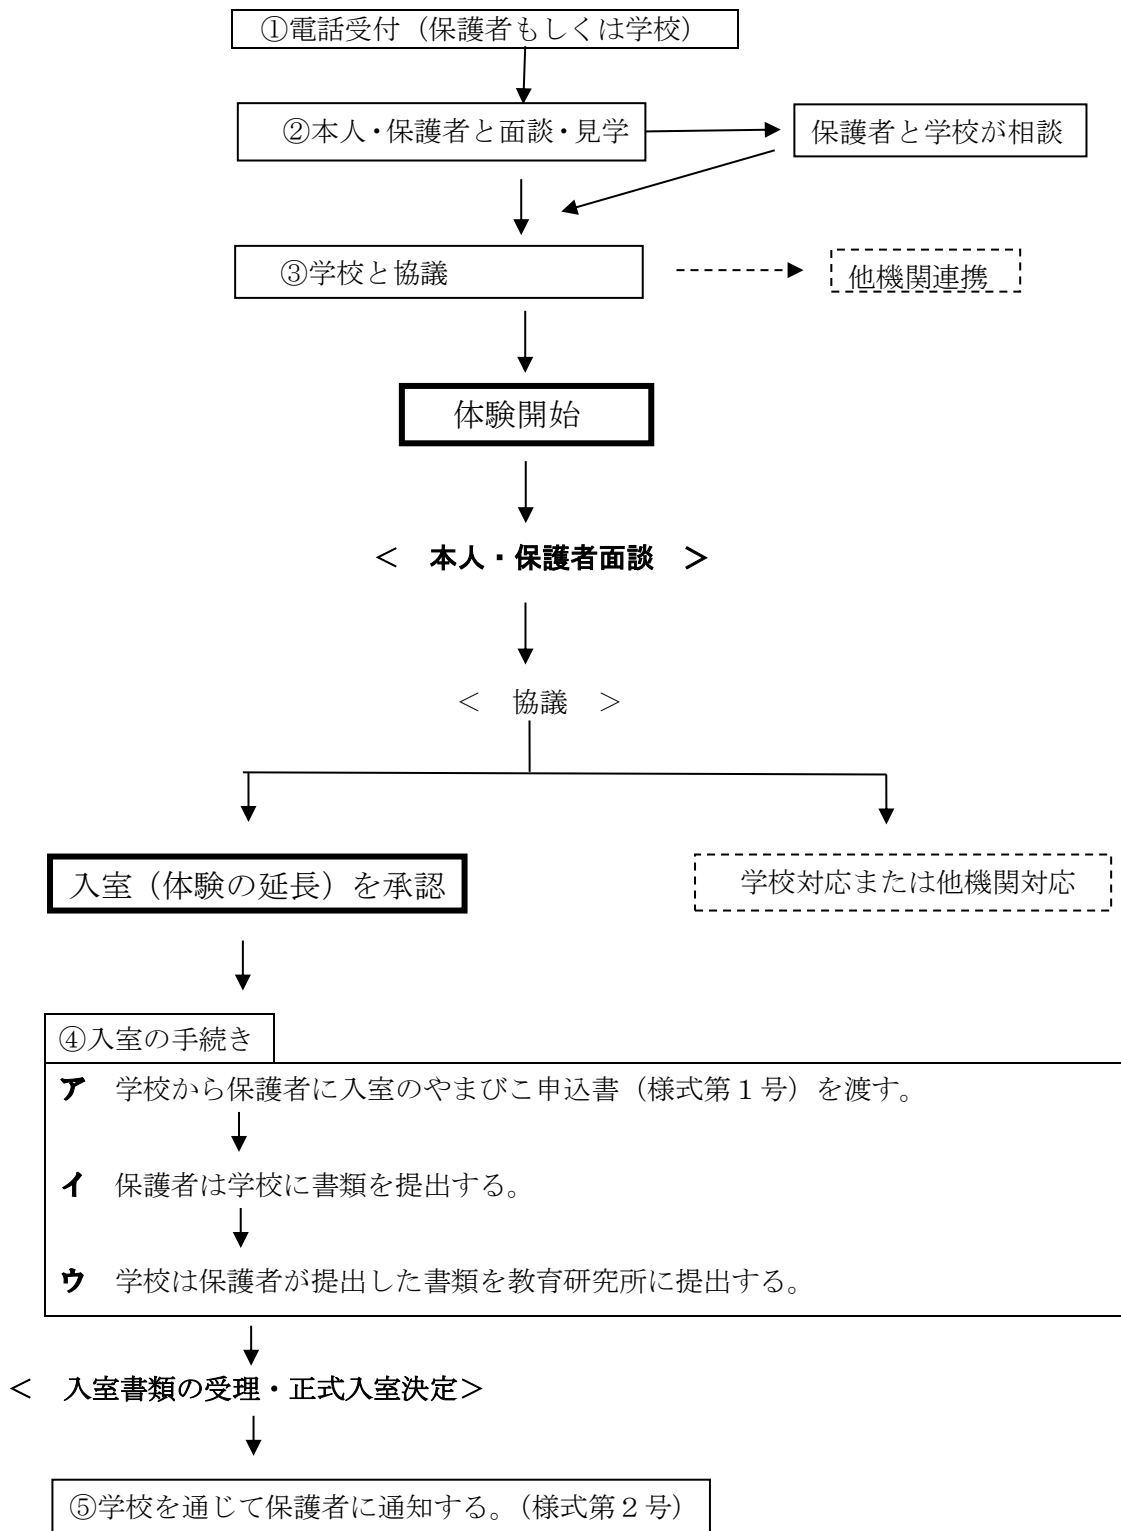 ①電話受付（保護者もしくは学校）
②本人・保護者と面談・見学
保護者と学校が相談
③学校と協議
他機関連携
体験開始
＜　本人・保護者面談　＞
＜　協議　＞
入室（体験の延長）を承認
学校対応または他機関対応
④入室の手続き
ア　学校から保護者に入室のやまびこ申込書（様式第１号）を渡す。
イ　保護者は学校に書類を提出する。
ウ　学校は保護者が提出した書類を教育研究所に提出する。
＜　入室書類の受理・正式入室決定＞
⑤学校を通じて保護者に通知する。（様式第２号）